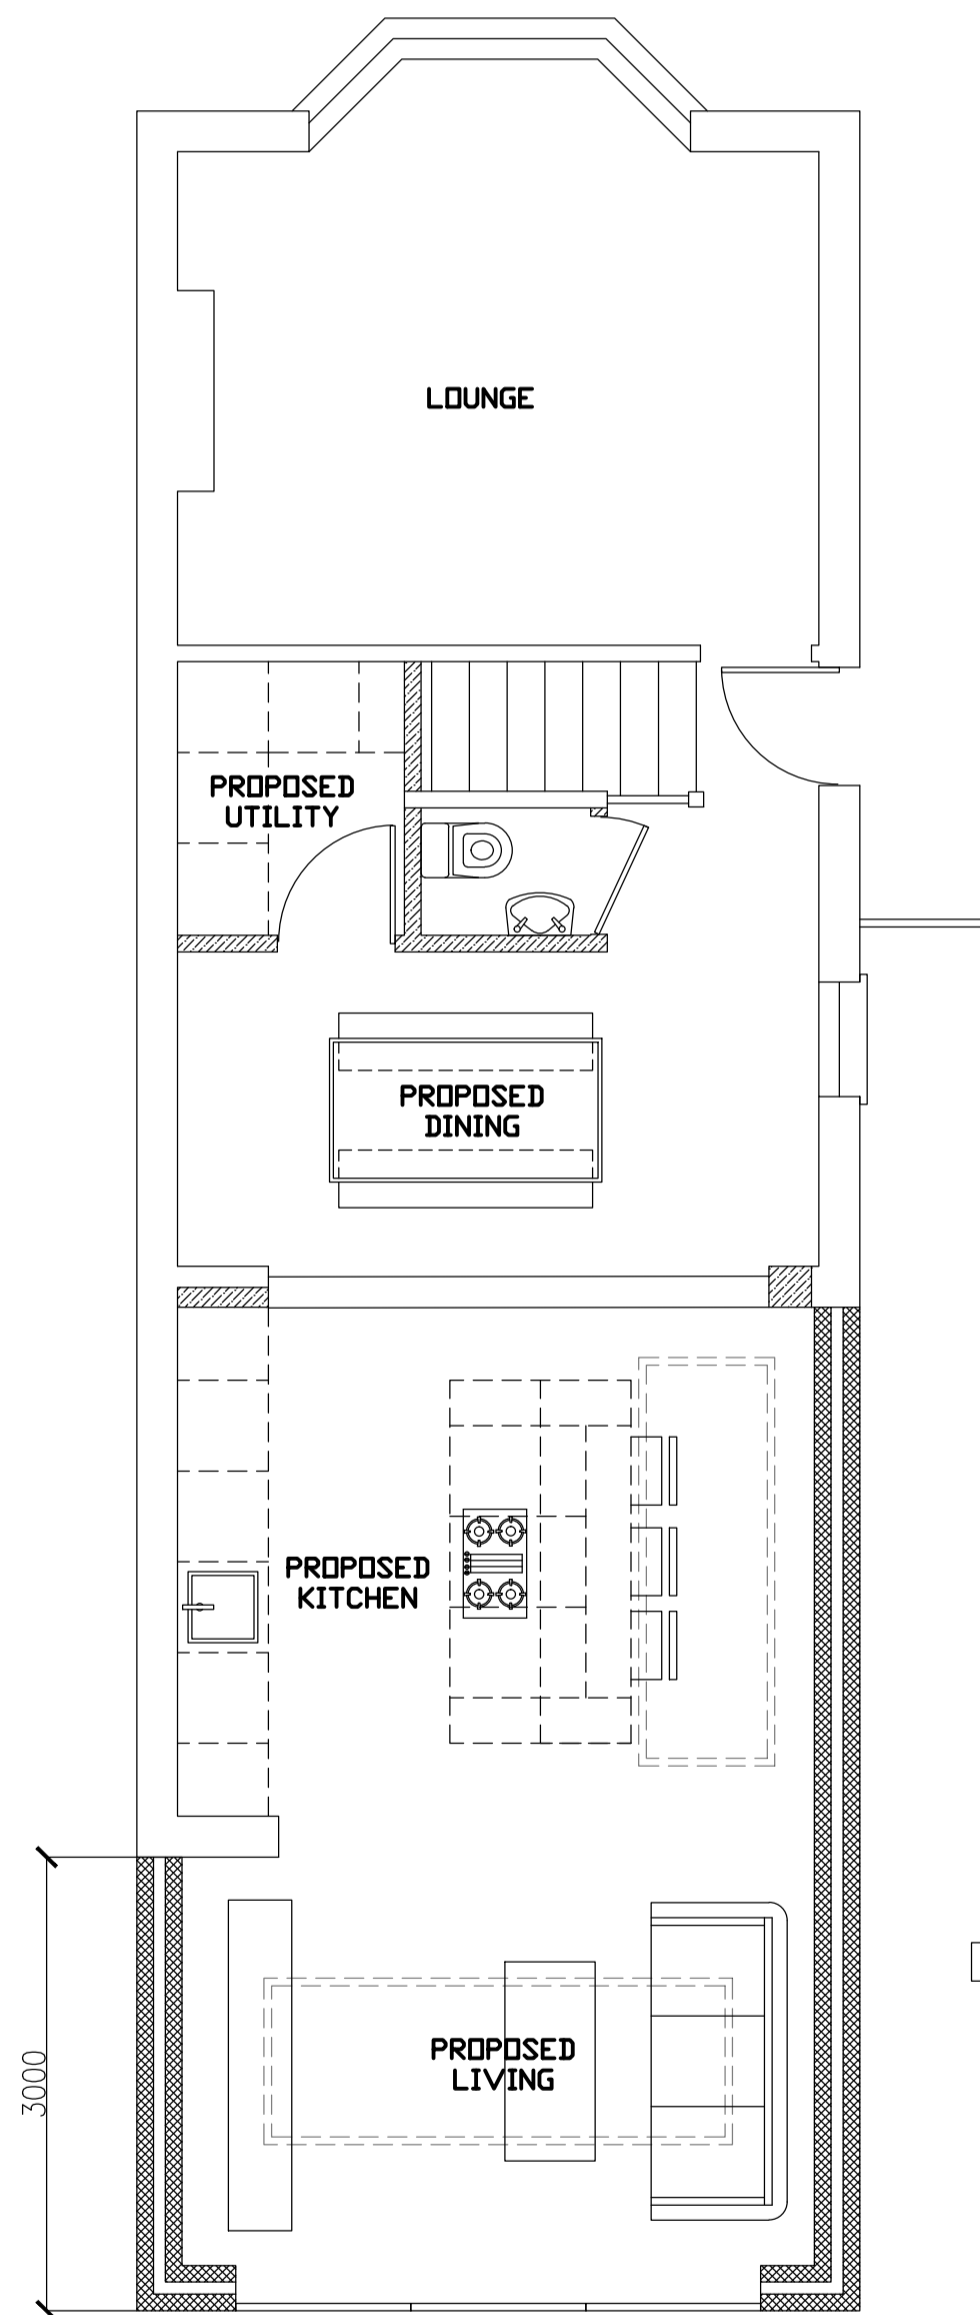 LOUNGE
PROPOSED
UTILITY
PROPOSED
DINING
PROPOSED
KITCHEN
PROPOSED
LIVING
3000